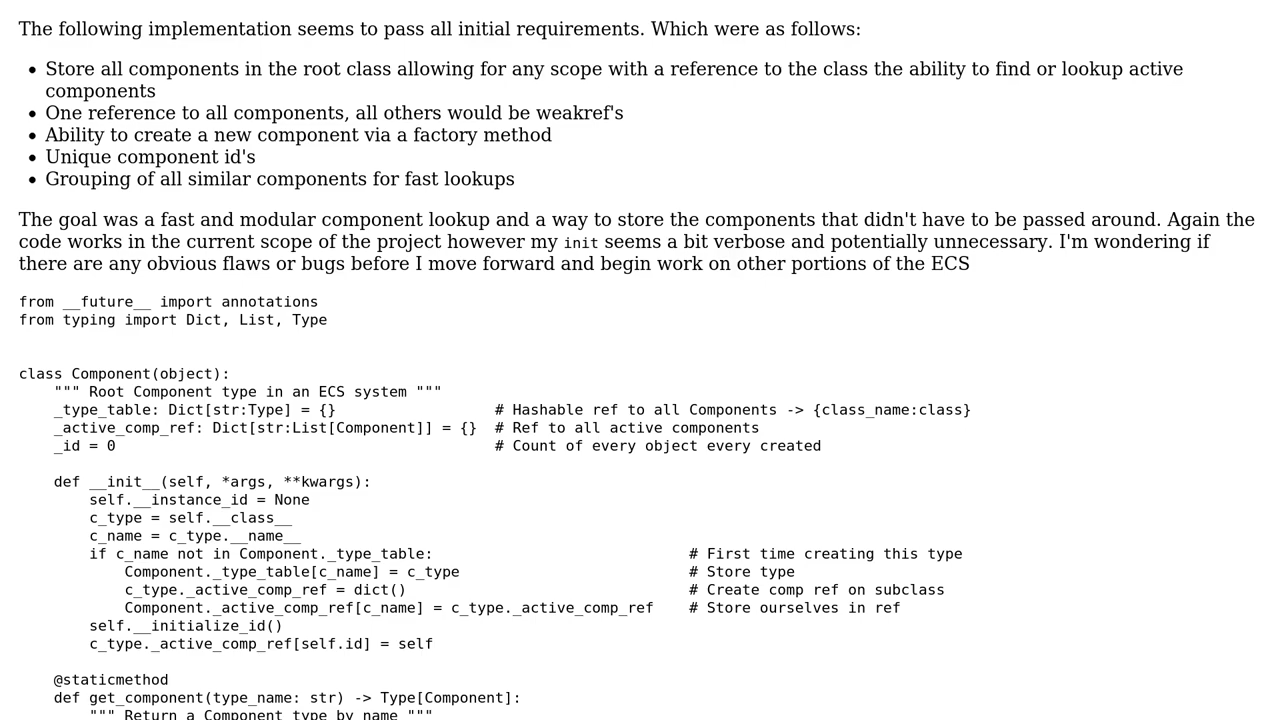 The following implementation seems to pass all initial requirements. Which were as follows:
• Store all components in the root class allowing for any scope with a reference to the class the ability to find or lookup active
components
• One reference to all components, all others would be weakref's
• Ability to create a new component via a factory method
• Unique component id's
• Grouping of all similar components for fast lookups
The goal was a fast and modular component lookup and a way to store the components that didn't have to be passed around. Again the
code works in the current scope of the project however my init seems a bit verbose and potentially unnecessary. I'm wondering if
there are any obvious flaws or bugs before I move forward and begin work on other portions of the ECS
from __future__ import annotations
from typing import Dict, List, Type
class Component(object):
    """ Root Component type in an ECS system """
    _type_table: Dict[str:Type] = {}                  # Hashable ref to all Components -> {class_name:class}
    _active_comp_ref: Dict[str:List[Component]] = {}  # Ref to all active components
    _id = 0                                           # Count of every object every created
    def __init__(self, *args, **kwargs):
        self.__instance_id = None
        c_type = self.__class__
        c_name = c_type.__name__
        if c_name not in Component._type_table:                             # First time creating this type
            Component._type_table[c_name] = c_type                          # Store type
            c_type._active_comp_ref = dict()                                # Create comp ref on subclass
            Component._active_comp_ref[c_name] = c_type._active_comp_ref    # Store ourselves in ref
        self.__initialize_id()
        c_type._active_comp_ref[self.id] = self
    @staticmethod
    def get_component(type_name: str) -> Type[Component]:
        """ Return a Component type by name """